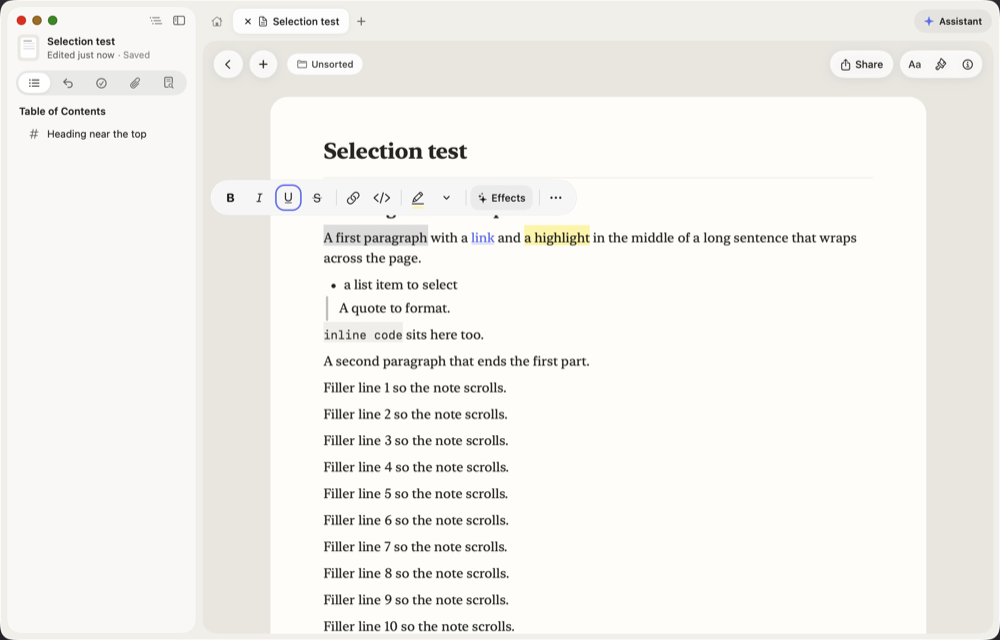 Selection test
Edited just now · Saved
Table of Contents
# Heading near the top
Selection test
Assistant
Unsorted
Share
Aa
Selection test
B I U S </> Effects
A first paragraph with a link and a highlight in the middle of a long sentence that wraps
across the page.
• a list item to select
A quote to format.
inline code sits here too.
A second paragraph that ends the first part.
Filler line 1 so the note scrolls.
Filler line 2 so the note scrolls.
Filler line 3 so the note scrolls.
Filler line 4 so the note scrolls.
Filler line 5 so the note scrolls.
Filler line 6 so the note scrolls.
Filler line 7 so the note scrolls.
Filler line 8 so the note scrolls.
Filler line 9 so the note scrolls.
Filler line 10 so the note scrolls.